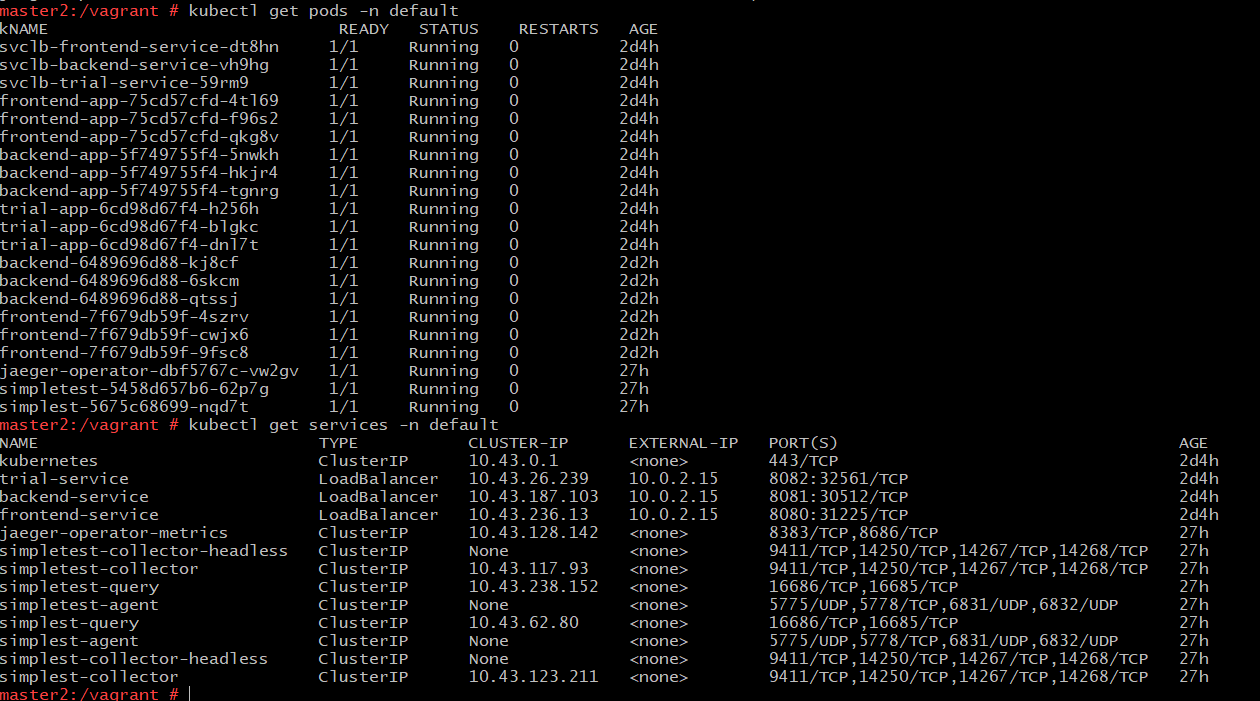 master2:/vagrant # kubectl get pods -n default
kNAME READY STATUS RESTARTS AGE
svclb-frontend-service-dt8hn 1/1 Running 0 2d4h
svclb-backend-service-vh9hg 1/1 Running 0 2d4h
svclb-trial-service-59rm9 1/1 Running 0 2d4h
frontend-app-75cd57cfd-4tl69 1/1 Running 0 2d4h
frontend-app-75cd57cfd-f96s2 1/1 Running 0 2d4h
frontend-app-75cd57cfd-qkg8v 1/1 Running 0 2d4h
backend-app-5f749755f4-5nwkh 1/1 Running 0 2d4h
backend-app-5f749755f4-hkjr4 1/1 Running 0 2d4h
backend-app-5f749755f4-tgnrg 1/1 Running 0 2d4h
trial-app-6cd98d67f4-h256h 1/1 Running 0 2d4h
trial-app-6cd98d67f4-blgkc 1/1 Running 0 2d4h
trial-app-6cd98d67f4-dnl7t 1/1 Running 0 2d4h
backend-6489696d88-kj8cf 1/1 Running 0 2d2h
backend-6489696d88-6skcm 1/1 Running 0 2d2h
backend-6489696d88-qtssj 1/1 Running 0 2d2h
frontend-7f679db59f-4szrv 1/1 Running 0 2d2h
frontend-7f679db59f-cwjx6 1/1 Running 0 2d2h
frontend-7f679db59f-9fsc8 1/1 Running 0 2d2h
jaeger-operator-dbf5767c-vw2gv 1/1 Running 0 27h
simpletest-5458d657b6-62p7g 1/1 Running 0 27h
simplest-5675c68699-nqd7t 1/1 Running 0 27h
master2:/vagrant # kubectl get services -n default
NAME TYPE CLUSTER-IP EXTERNAL-IP PORT(S) AGE
kubernetes ClusterIP 10.43.0.1 <none> 443/TCP 2d4h
trial-service LoadBalancer 10.43.26.239 10.0.2.15 8082:32561/TCP 2d4h
backend-service LoadBalancer 10.43.187.103 10.0.2.15 8081:30512/TCP 2d4h
frontend-service LoadBalancer 10.43.236.13 10.0.2.15 8080:31225/TCP 2d4h
jaeger-operator-metrics ClusterIP 10.43.128.142 <none> 8383/TCP,8686/TCP 27h
simpletest-collector-headless ClusterIP None <none> 9411/TCP,14250/TCP,14267/TCP,14268/TCP 27h
simpletest-collector ClusterIP 10.43.117.93 <none> 9411/TCP,14250/TCP,14267/TCP,14268/TCP 27h
simpletest-query ClusterIP 10.43.238.152 <none> 16686/TCP,16685/TCP 27h
simpletest-agent ClusterIP None <none> 5775/UDP,5778/TCP,6831/UDP,6832/UDP 27h
simplest-query ClusterIP 10.43.62.80 <none> 16686/TCP,16685/TCP 27h
simplest-agent ClusterIP None <none> 5775/UDP,5778/TCP,6831/UDP,6832/UDP 27h
simplest-collector-headless ClusterIP None <none> 9411/TCP,14250/TCP,14267/TCP,14268/TCP 27h
simplest-collector ClusterIP 10.43.123.211 <none> 9411/TCP,14250/TCP,14267/TCP,14268/TCP 27h
master2:/vagrant #